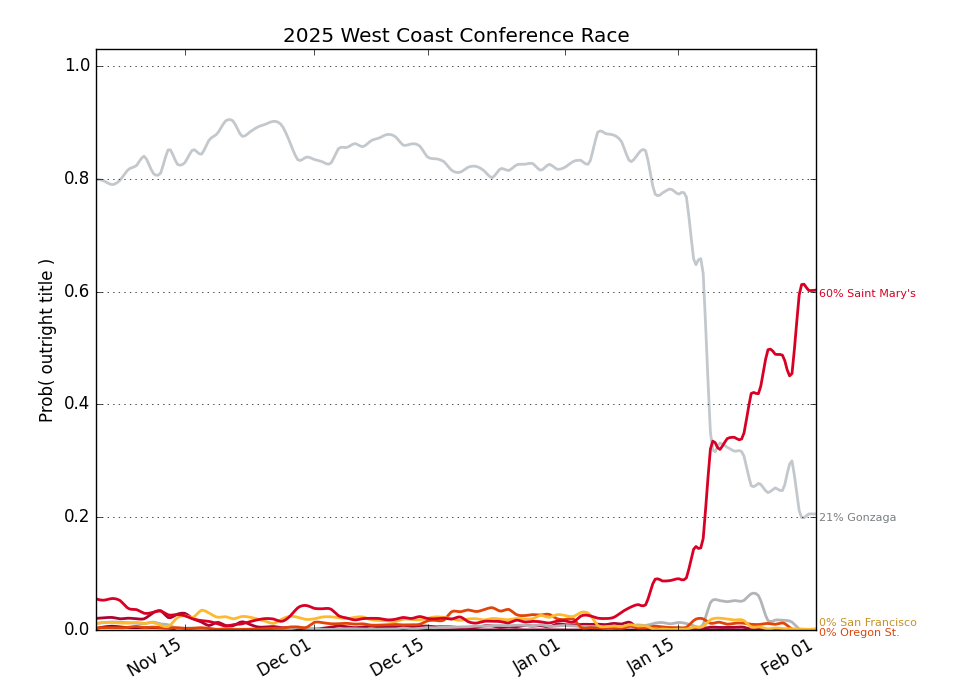 2025 West Coast Conference Race
Prob( outright title )
1.0
0.8
0.6
0.4
0.2
0.0
60% Saint Mary's
21% Gonzaga
0% San Francisco
0% Oregon St.
Nov 15
Dec 01
Dec 15
Jan 01
Jan 15
Feb 01